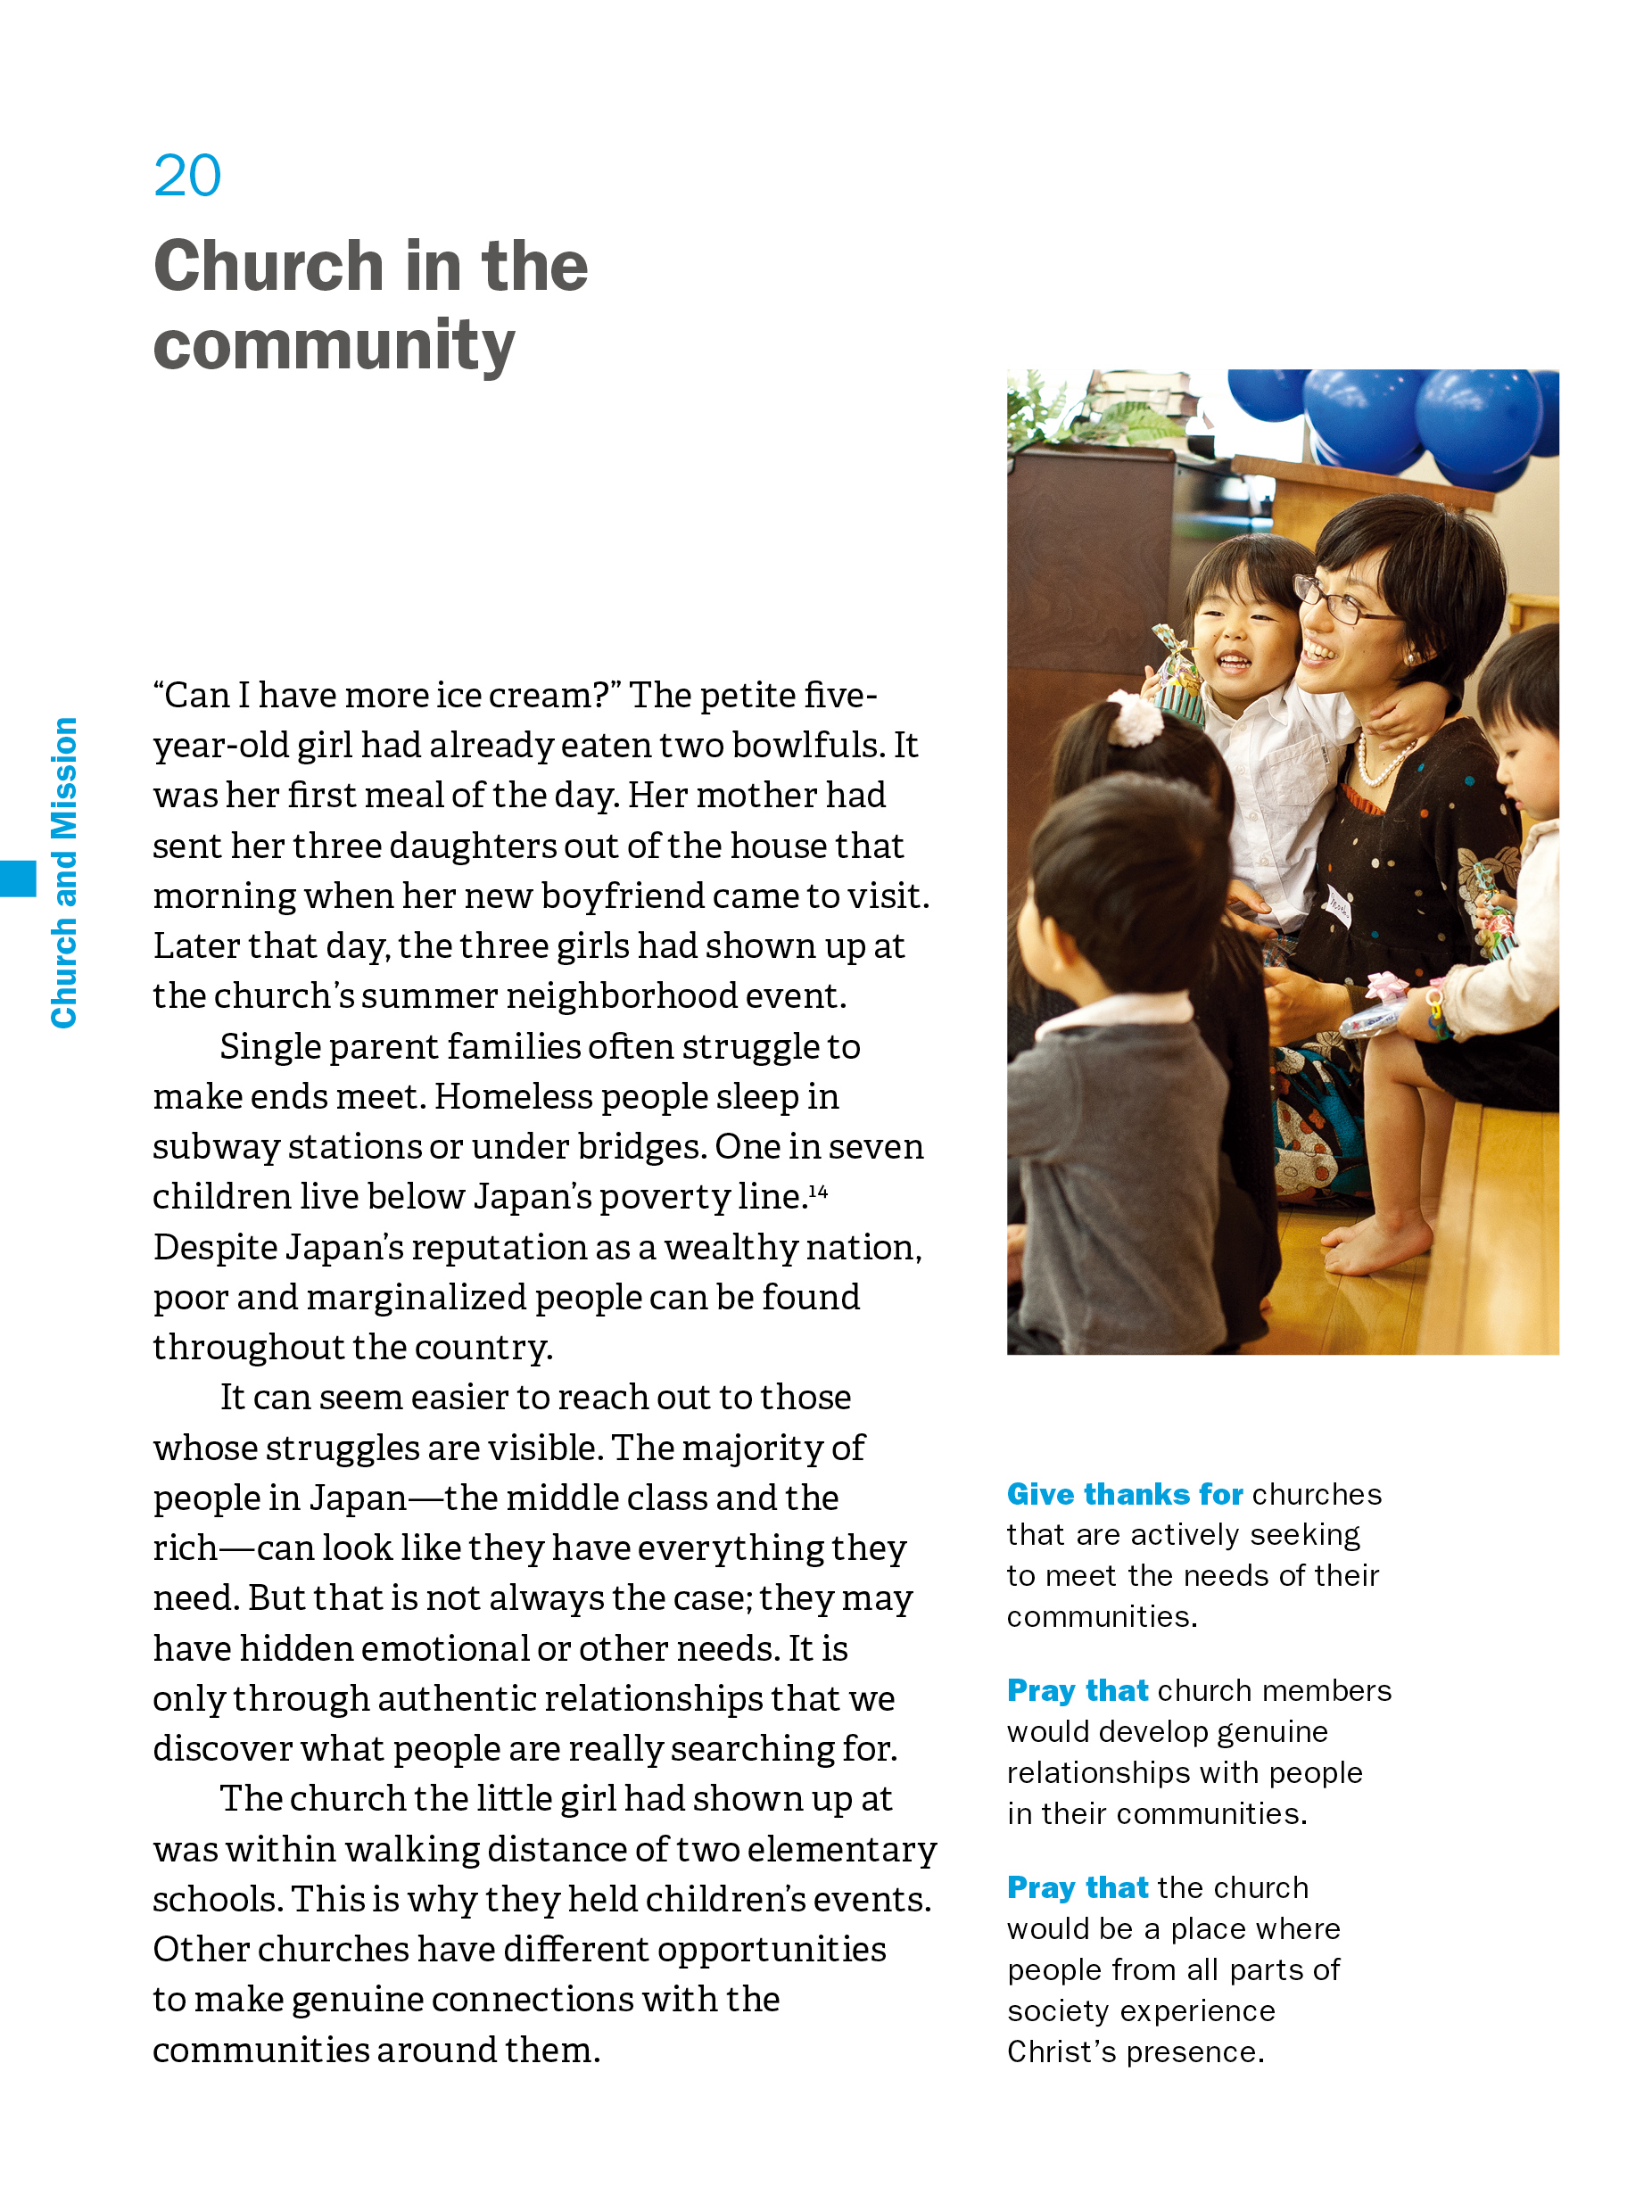 20
Church in the
community
Church and Mission
“Can I have more ice cream?” The petite five-
year-old girl had already eaten two bowlfuls. It
was her first meal of the day. Her mother had
sent her three daughters out of the house that
morning when her new boyfriend came to visit.
Later that day, the three girls had shown up at
the church’s summer neighborhood event.
Single parent families often struggle to
make ends meet. Homeless people sleep in
subway stations or under bridges. One in seven
children live below Japan’s poverty line.¹⁴
Despite Japan’s reputation as a wealthy nation,
poor and marginalized people can be found
throughout the country.
It can seem easier to reach out to those
whose struggles are visible. The majority of
people in Japan—the middle class and the
rich—can look like they have everything they
need. But that is not always the case; they may
have hidden emotional or other needs. It is
only through authentic relationships that we
discover what people are really searching for.
The church the little girl had shown up at
was within walking distance of two elementary
schools. This is why they held children’s events.
Other churches have different opportunities
to make genuine connections with the
communities around them.
Give thanks for churches
that are actively seeking
to meet the needs of their
communities.
Pray that church members
would develop genuine
relationships with people
in their communities.
Pray that the church
would be a place where
people from all parts of
society experience
Christ’s presence.